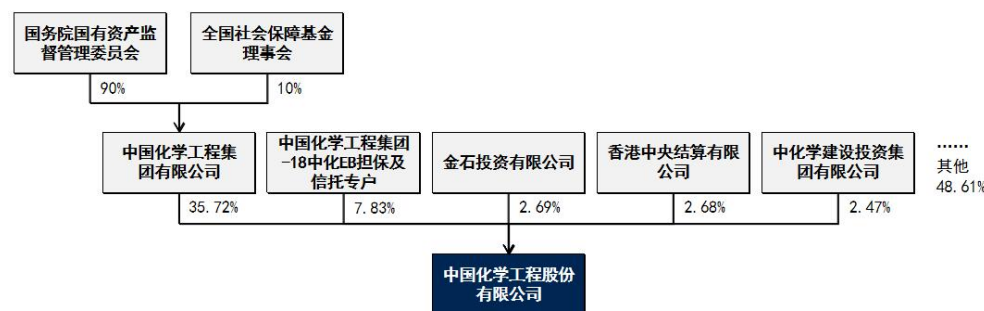 国务院国有资产监
督管理委员会
全国社会保障基金
理事会
90%
10%
中国化学工程集
团有限公司
中国化学工程集团
-18中化EB担保及
信托专户
金石投资有限公司
香港中央结算有限
公司
中化学建设投资集
团有限公司
......
其他
48.61%
35.72%
7.83%
2.69%
2.68%
2.47%
中国化学工程股份
有限公司